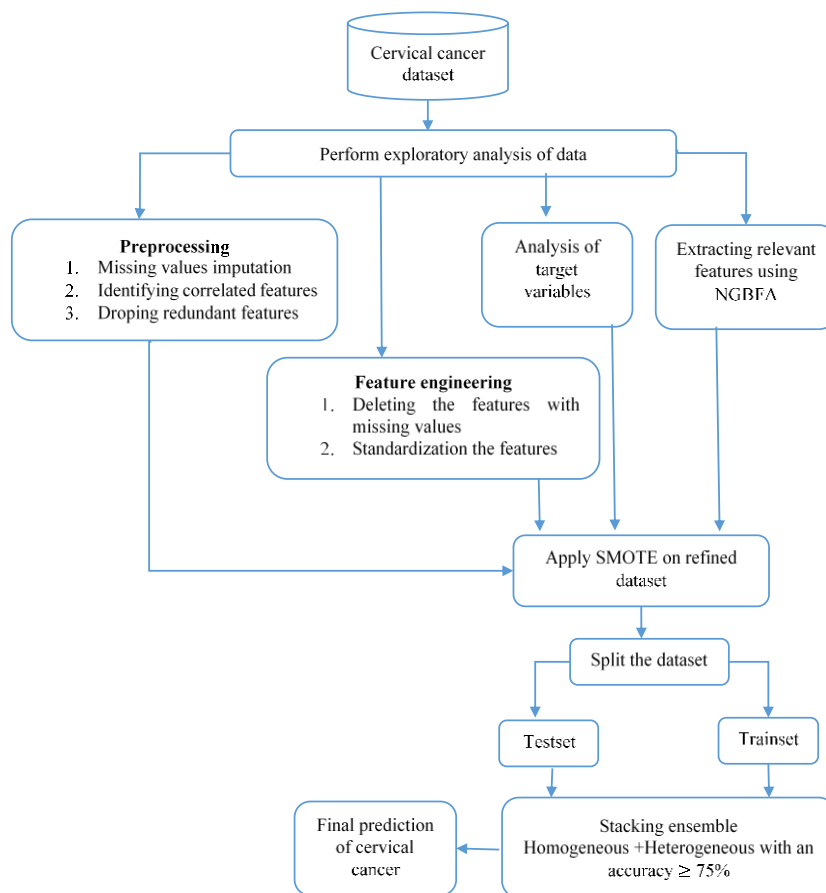 Cervical cancer
dataset
Perform exploratory analysis of data
Preprocessing
1. Missing values imputation
2. Identifying correlated features
3. Droping redundant features
Analysis of
target
variables
Extracting relevant
features using
NGBFA
Feature engineering
1. Deleting the features with
missing values
2. Standardization the features
Apply SMOTE on refined
dataset
Split the dataset
Testset
Trainset
Final prediction
of cervical
cancer
Stacking ensemble
Homogeneous +Heterogeneous with an
accuracy ≥ 75%